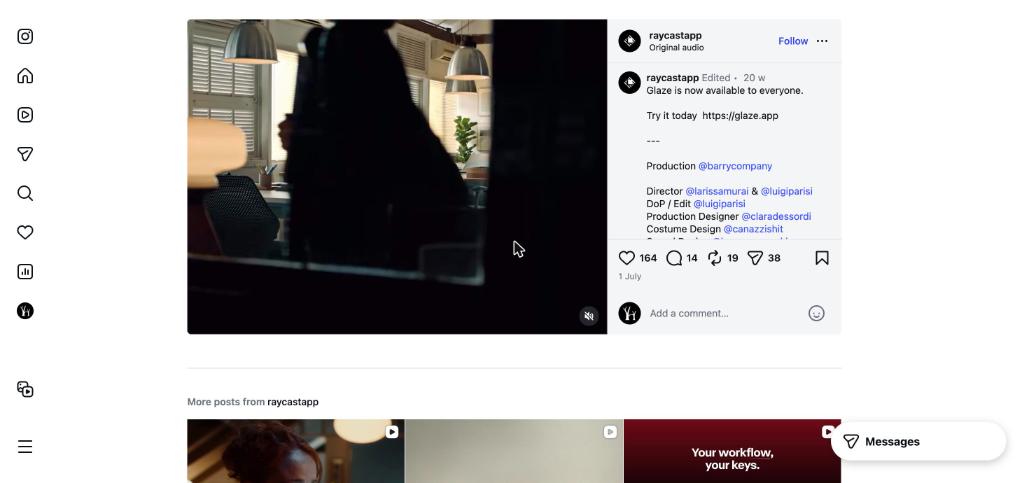 raycastapp
Original audio
Follow
raycastapp Edited • 20 w
Glaze is now available to everyone.
Try it today https://glaze.app
---
Production @barrycompany
Director @larissamurai & @luigiparisi
DoP / Edit @luigiparisi
Production Designer @claradessordi
Costume Design @canazzishit
164 14 19 38
1 July
Add a comment...
More posts from raycastapp
Your workflow,
your keys.
Messages